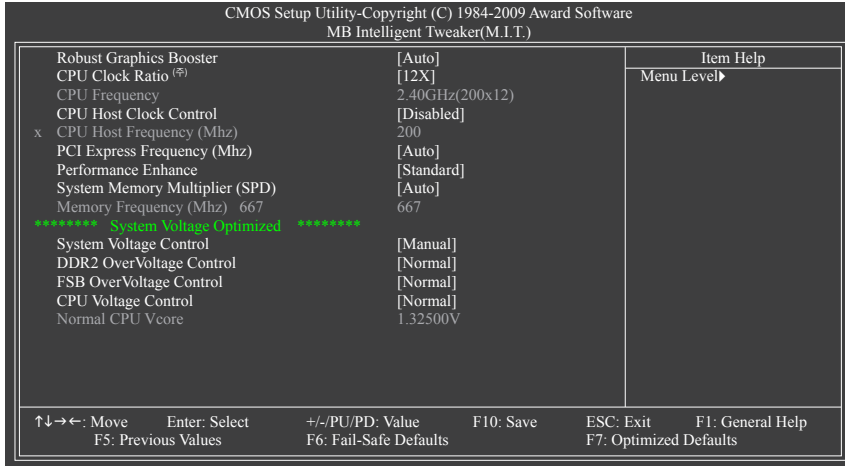 CMOS Setup Utility-Copyright (C) 1984-2009 Award Software
MB Intelligent Tweaker(M.I.T.)
Robust Graphics Booster [Auto]
CPU Clock Ratio (주) [12X]
CPU Frequency 2.40GHz(200x12)
CPU Host Clock Control [Disabled]
x CPU Host Frequency (Mhz) 200
PCI Express Frequency (Mhz) [Auto]
Performance Enhance [Standard]
System Memory Multiplier (SPD) [Auto]
Memory Frequency (Mhz) 667 667
******** System Voltage Optimized ********
System Voltage Control [Manual]
DDR2 OverVoltage Control [Normal]
FSB OverVoltage Control [Normal]
CPU Voltage Control [Normal]
Normal CPU Vcore 1.32500V
Item Help
Menu Level▶
↑↓→←: Move Enter: Select +/-/PU/PD: Value F10: Save ESC: Exit F1: General Help
F5: Previous Values F6: Fail-Safe Defaults F7: Optimized Defaults